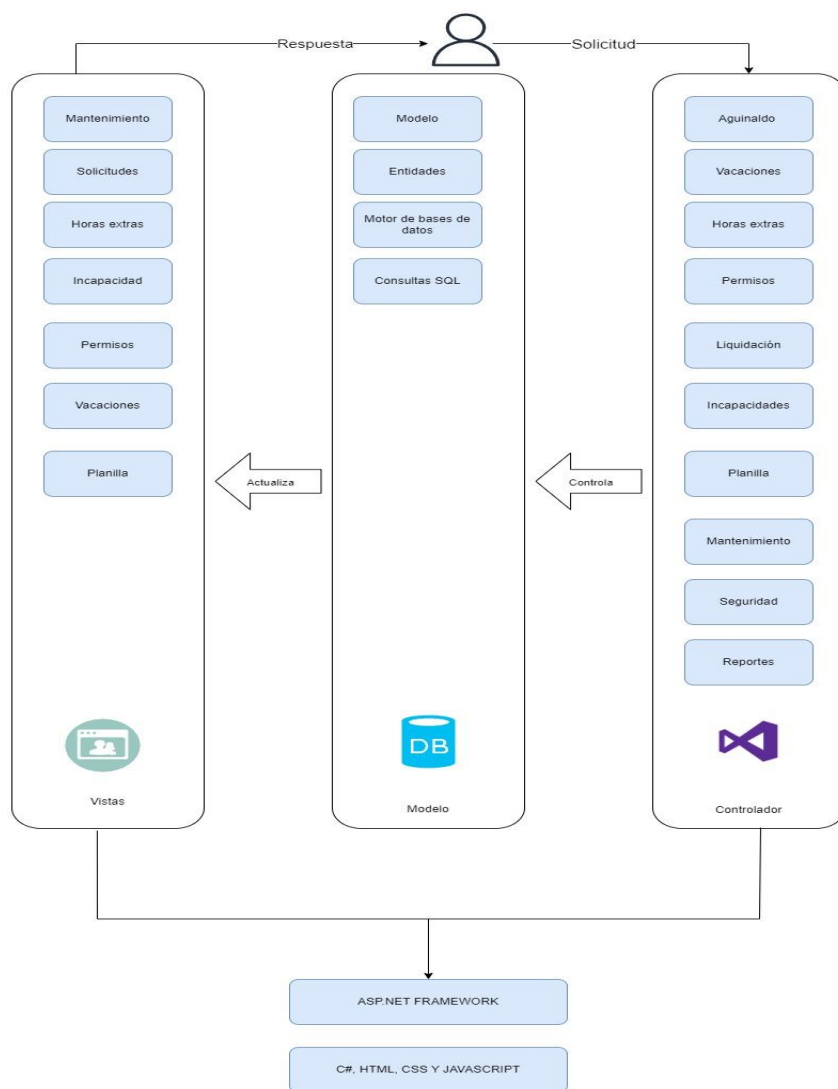 Respuesta
Solicitud
Mantenimiento
Solicitudes
Horas extras
Incapacidad
Permisos
Vacaciones
Planilla
Vistas
Actualiza
Modelo
Entidades
Motor de bases de
datos
Consultas SQL
DB
Modelo
Controla
Aguinaldo
Vacaciones
Horas extras
Permisos
Liquidación
Incapacidades
Planilla
Mantenimiento
Seguridad
Reportes
Controlador
ASP.NET FRAMEWORK
C#, HTML, CSS Y JAVASCRIPT